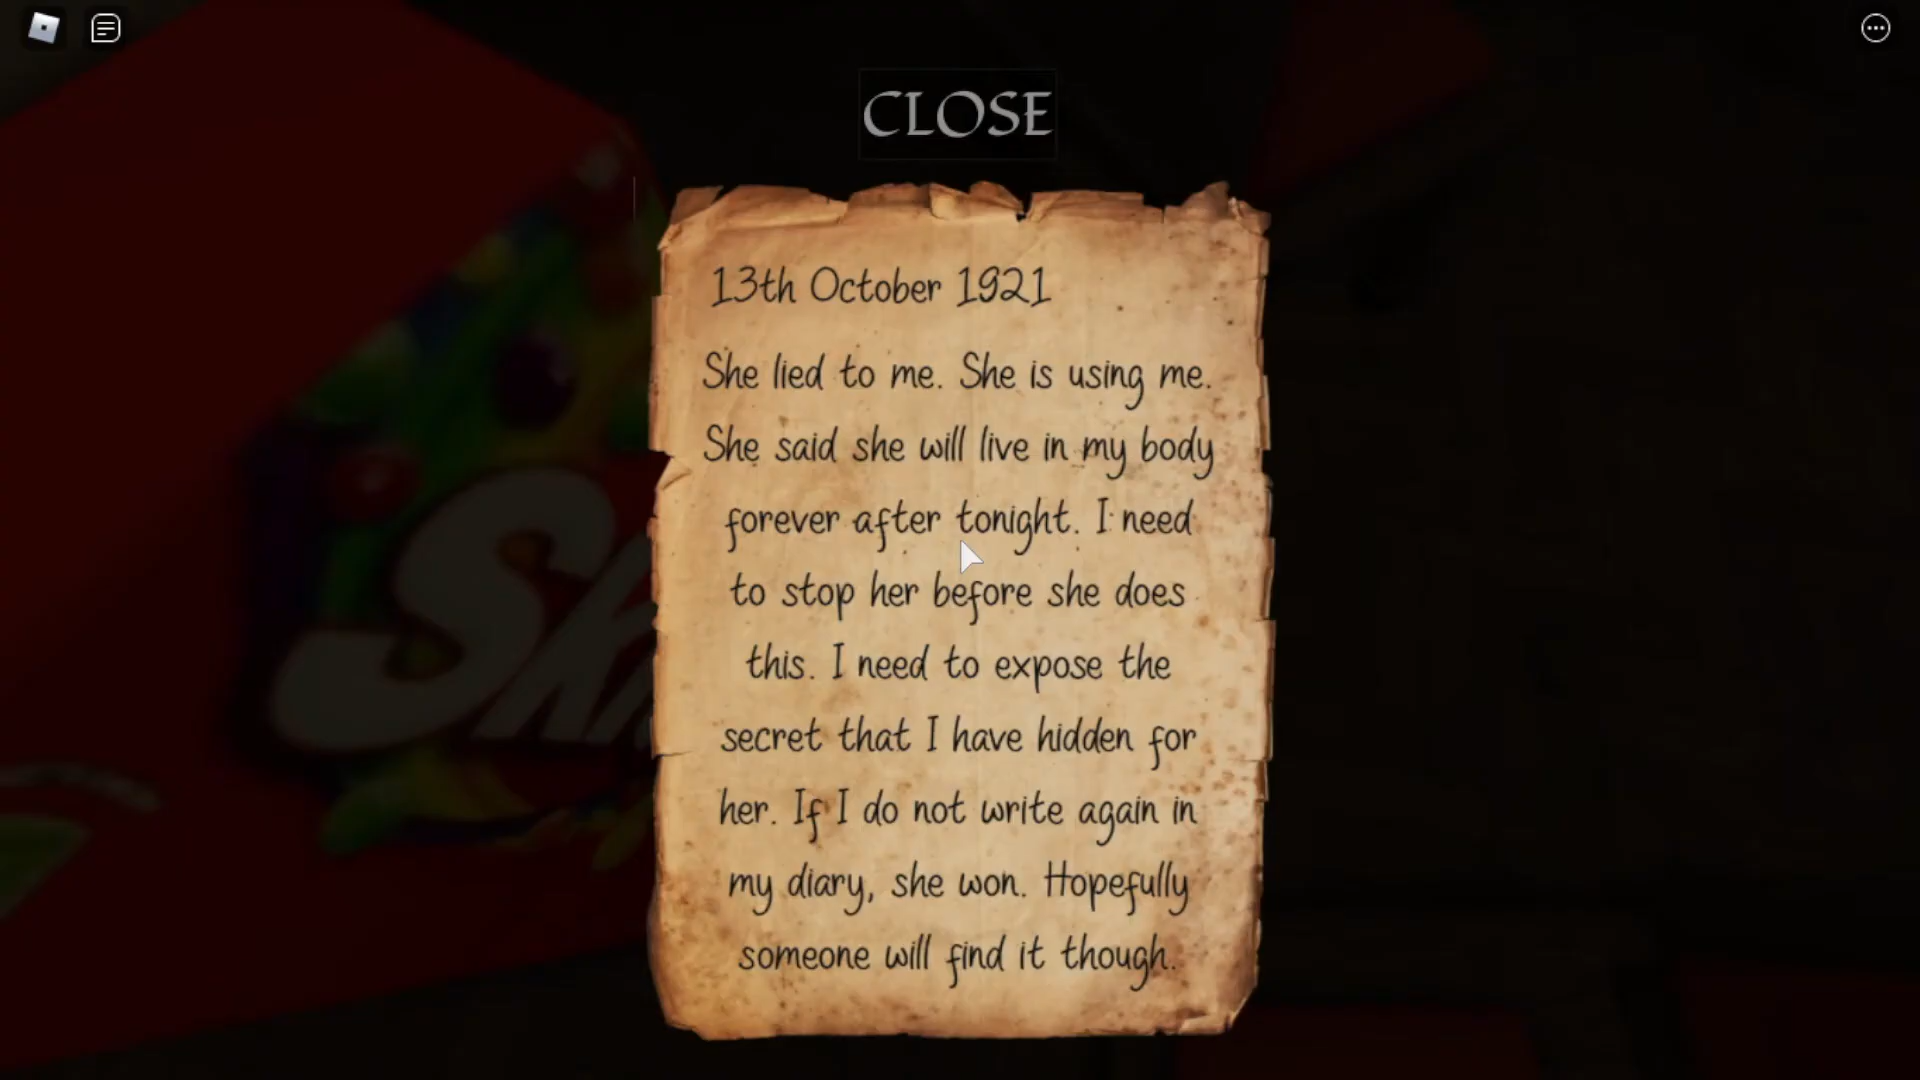 CLOSE
13th October 1921
She lied to me. She is using me.
She said she will live in my body
forever after tonight. I need
to stop her before she does
this. I need to expose the
secret that I have hidden for
her. If I do not write again in
my diary, she won. Hopefully
someone will find it though.